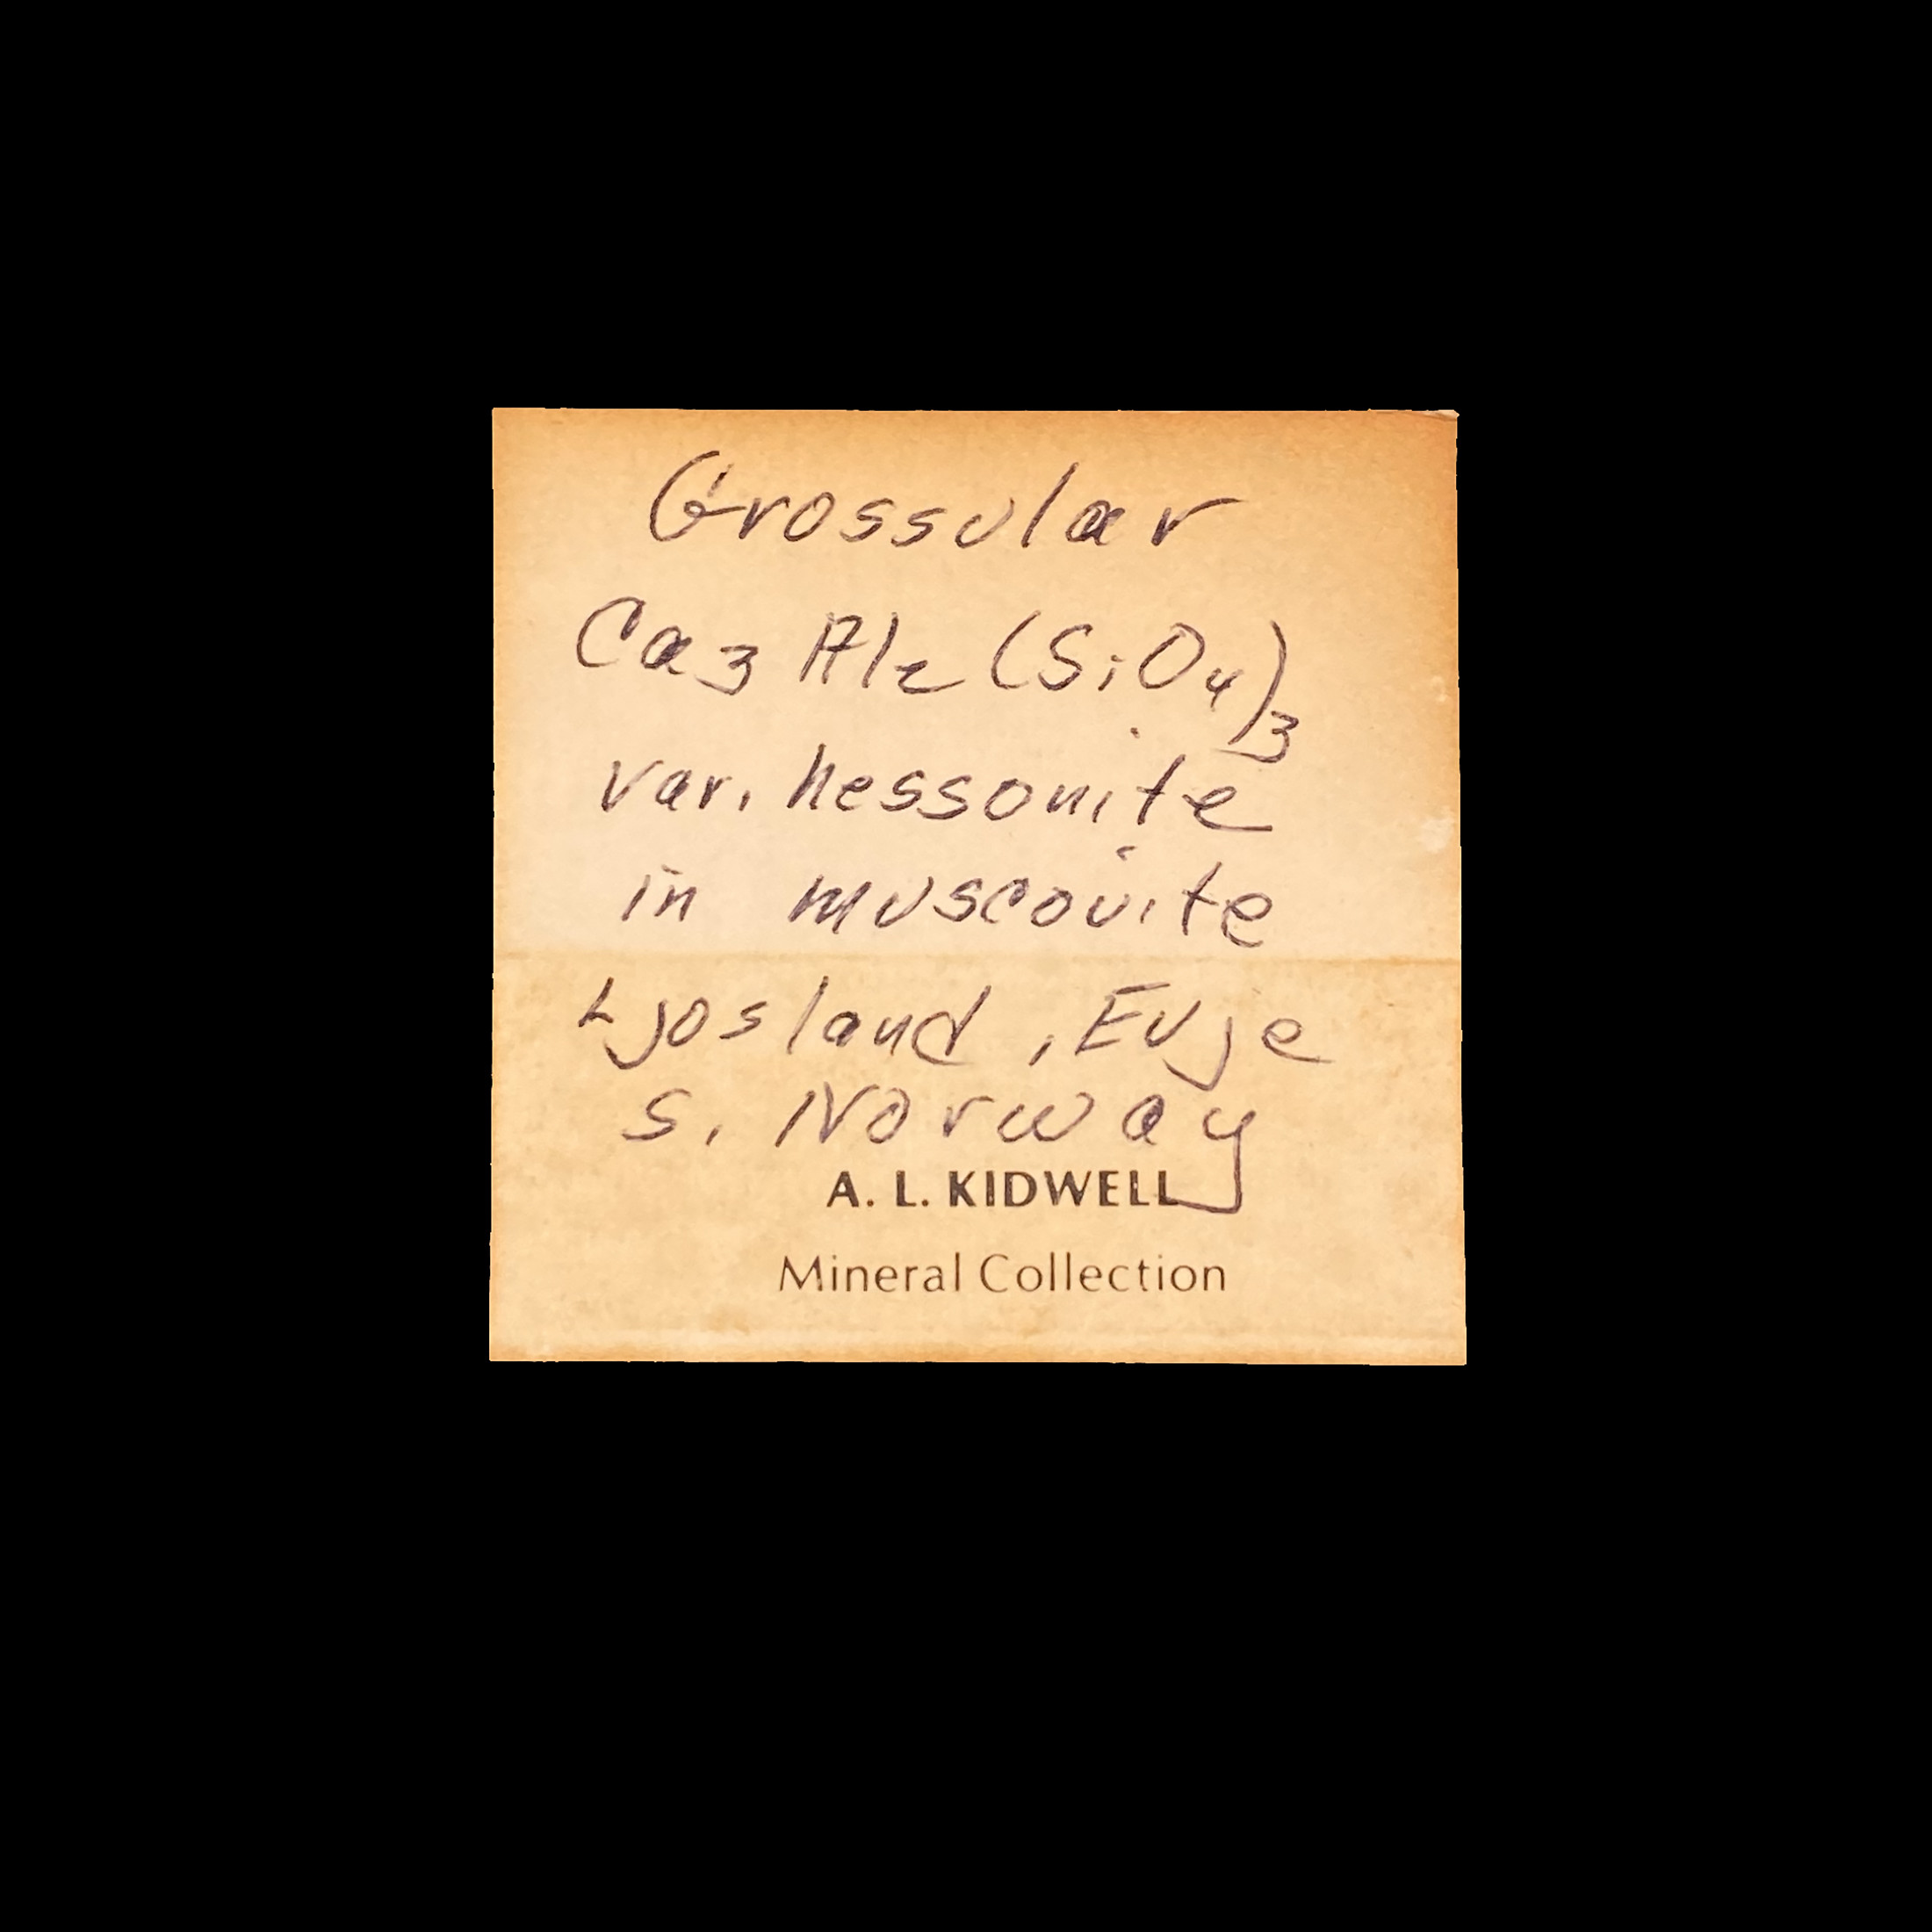 Grossular
Ca3 Al2 (SiO4)3
var. hessonite
in muscovite
Ljosland, Evje
S. Norway
A. L. KIDWELL
Mineral Collection